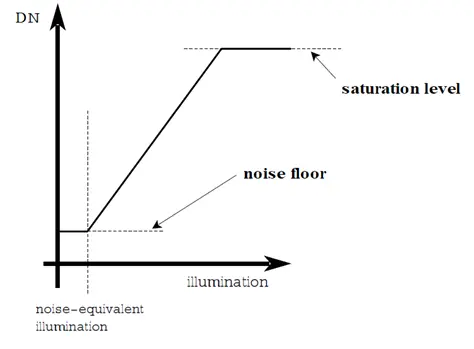 DN
saturation level
noise floor
illumination
noise-equivalent
illumination